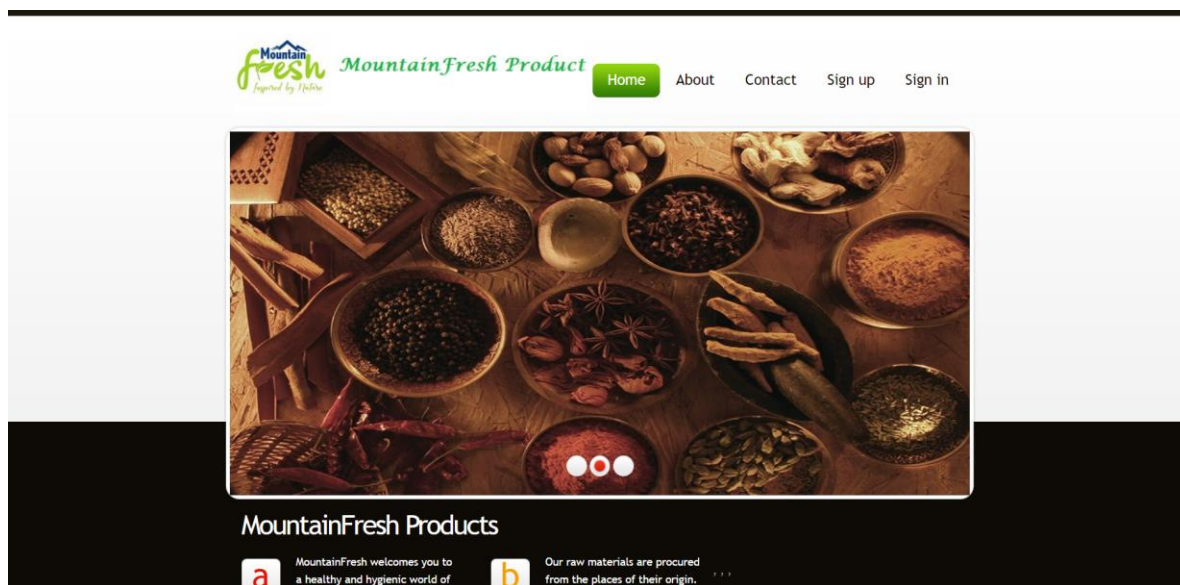 Mountain
fresh
Inspired by Nature
MountainFresh Product
Home About Contact Sign up Sign in
MountainFresh Products
a
MountainFresh welcomes you to
a healthy and hygienic world of
b
Our raw materials are procured
from the places of their origin.
, , ,